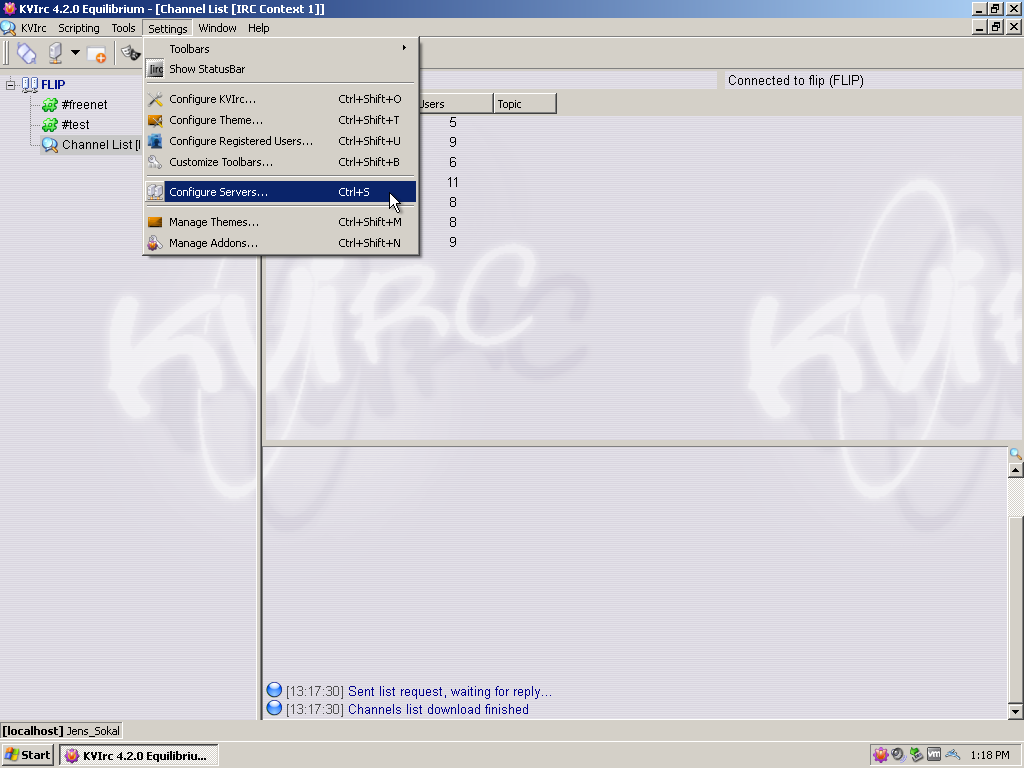 KVIrc 4.2.0 Equilibrium - [Channel List [IRC Context 1]]
KVIrc Scripting Tools Settings Window Help
Toolbars
Show StatusBar
Configure KVIrc... Ctrl+Shift+O
Configure Theme... Ctrl+Shift+T
Configure Registered Users... Ctrl+Shift+U
Customize Toolbars... Ctrl+Shift+B
Configure Servers... Ctrl+S
Manage Themes... Ctrl+Shift+M
Manage Addons... Ctrl+Shift+N
FLIP
#freenet
#test
Channel List [
Connected to flip (FLIP)
Users Topic
5
9
6
11
8
8
9
KVirc
KVi
[13:17:30] Sent list request, waiting for reply...
[13:17:30] Channels list download finished
[localhost] Jens_Sokal
Start KVIrc 4.2.0 Equilibriu... 1:18 PM